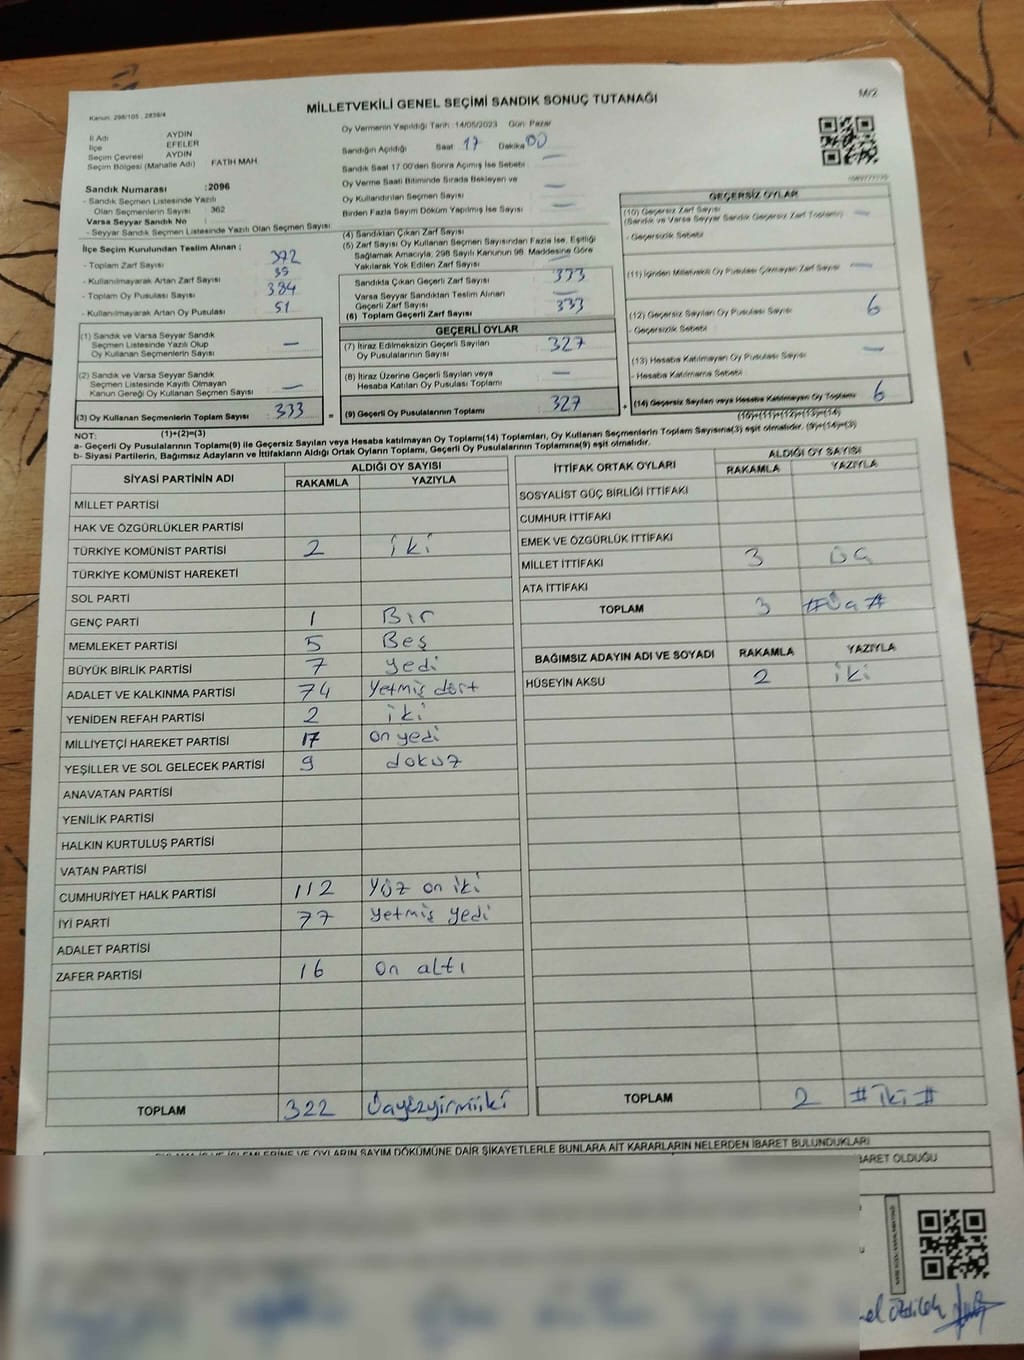 M/2
MİLLETVEKİLİ GENEL SEÇİMİ SANDIK SONUÇ TUTANAĞI
Kanun: 298/105 , 2839/4
İl Adı AYDIN
İlçe EFELER
Seçim Çevresi AYDIN
Seçim Bölgesi (Mahalle Adı) FATİH MAH
Sandık Numarası :2096
- Sandık Seçmen Listesinde Yazılı
Olan Seçmenlerin Sayısı : 362
Varsa Seyyar Sandık No :
- Seyyar Sandık Seçmen Listesinde Yazılı Olan Seçmen Sayısı:
Oy Vermenin Yapıldığı Tarih :14/05/2023 Gün: Pazar
Sandığın Açıldığı Saat 17 Dakika 00
Sandık Saat 17.00'den Sonra Açılmış İse Sebebi : —
Oy Verme Saati Bitiminde Sırada Bekleyen ve
Oy Kullandırılan Seçmen Sayısı —
Birden Fazla Sayım Döküm Yapılmış İse Sayısı —
İlçe Seçim Kurulundan Teslim Alınan ;
- Toplam Zarf Sayısı 372
- Kullanılmayarak Artan Zarf Sayısı 39
- Toplam Oy Pusulası Sayısı 384
- Kullanılmayarak Artan Oy Pusulası 51
(1) Sandık ve Varsa Seyyar Sandık
Seçmen Listesinde Yazılı Olup
Oy Kullanan Seçmenlerin Sayısı —
(2) Sandık ve Varsa Seyyar Sandık
Seçmen Listesinde Kayıtlı Olmayan
Kanun Gereği Oy Kullanan Seçmen Sayısı —
(3) Oy Kullanan Seçmenlerin Toplam Sayısı 333 =
(1)+(2)=(3)
(4) Sandıktan Çıkan Zarf Sayısı
(5) Zarf Sayısı Oy Kullanan Seçmen Sayısından Fazla İse, Eşitliği
Sağlamak Amacıyla; 298 Sayılı Kanunun 98. Maddesine Göre
Yakılarak Yok Edilen Zarf Sayısı —
Sandıkta Çıkan Geçerli Zarf Sayısı 333
Varsa Seyyar Sandıktan Teslim Alınan
Geçerli Zarf Sayısı —
(6) Toplam Geçerli Zarf Sayısı 333
GEÇERLİ OYLAR
(7) İtiraz Edilmeksizin Geçerli Sayılan
Oy Pusulalarının Sayısı 327
(8) İtiraz Üzerine Geçerli Sayılan veya
Hesaba Katılan Oy Pusulası Toplamı —
(9) Geçerli Oy Pusulalarının Toplamı 327 +
GEÇERSİZ OYLAR
(10) Geçersiz Zarf Sayısı
(Sandık ve Varsa Seyyar Sandık Geçersiz Zarf Toplamı) —
- Geçersizlik Sebebi
(11) İçinden Milletvekili Oy Pusulası Çıkmayan Zarf Sayısı —
(12) Geçersiz Sayılan Oy Pusulası Sayısı 6
- Geçersizlik Sebebi
(13) Hesaba Katılmayan Oy Pusulası Sayısı —
- Hesaba Katılmama Sebebi
(14) Geçersiz Sayılan veya Hesaba Katılmayan Oy Toplamı 6
(10)+(11)+(12)+(13)=(14)
NOT:
a- Geçerli Oy Pusulalarının Toplamı(9) ile Geçersiz Sayılan veya Hesaba katılmayan Oy Toplamı(14) Toplamları, Oy Kullanan Seçmenlerin Toplam Sayısına(3) eşit olmalıdır. (9)+(14)=(3)
b- Siyasi Partilerin, Bağımsız Adayların ve İttifakların Aldığı Ortak Oyların Toplamı, Geçerli Oy Pusulalarının Toplamına(9) eşit olmalıdır.
SİYASİ PARTİNİN ADI ALDIĞI OY SAYISI
RAKAMLA YAZIYLA
MİLLET PARTİSİ
HAK VE ÖZGÜRLÜKLER PARTİSİ
TÜRKİYE KOMÜNİST PARTİSİ 2 iki
TÜRKİYE KOMÜNİST HAREKETİ
SOL PARTİ
GENÇ PARTİ 1 Bir
MEMLEKET PARTİSİ 5 Beş
BÜYÜK BİRLİK PARTİSİ 7 yedi
ADALET VE KALKINMA PARTİSİ 74 Yetmiş dört
YENİDEN REFAH PARTİSİ 2 iki
MİLLİYETÇİ HAREKET PARTİSİ 17 on yedi
YEŞİLLER VE SOL GELECEK PARTİSİ 9 dokuz
ANAVATAN PARTİSİ
YENİLİK PARTİSİ
HALKIN KURTULUŞ PARTİSİ
VATAN PARTİSİ
CUMHURİYET HALK PARTİSİ 112 Yüz on iki
İYİ PARTİ 77 yetmiş yedi
ADALET PARTİSİ
ZAFER PARTİSİ 16 on altı
TOPLAM 322 Üçyüzyirmiiki
İTTİFAK ORTAK OYLARI ALDIĞI OY SAYISI
RAKAMLA YAZIYLA
SOSYALİST GÜÇ BİRLİĞİ İTTİFAKI
CUMHUR İTTİFAKI
EMEK VE ÖZGÜRLÜK İTTİFAKI
MİLLET İTTİFAKI 3 üç
ATA İTTİFAKI
TOPLAM 3 #Üç#
BAĞIMSIZ ADAYIN ADI VE SOYADI RAKAMLA YAZIYLA
HÜSEYİN AKSU 2 iki
TOPLAM 2 #iki#
DÖKÜMÜNE DAİR ŞİKAYETLERLE BUNLARA AİT KARARLARIN NELERDEN İBARET BULUNDUKLARI
BARET OLDUĞU